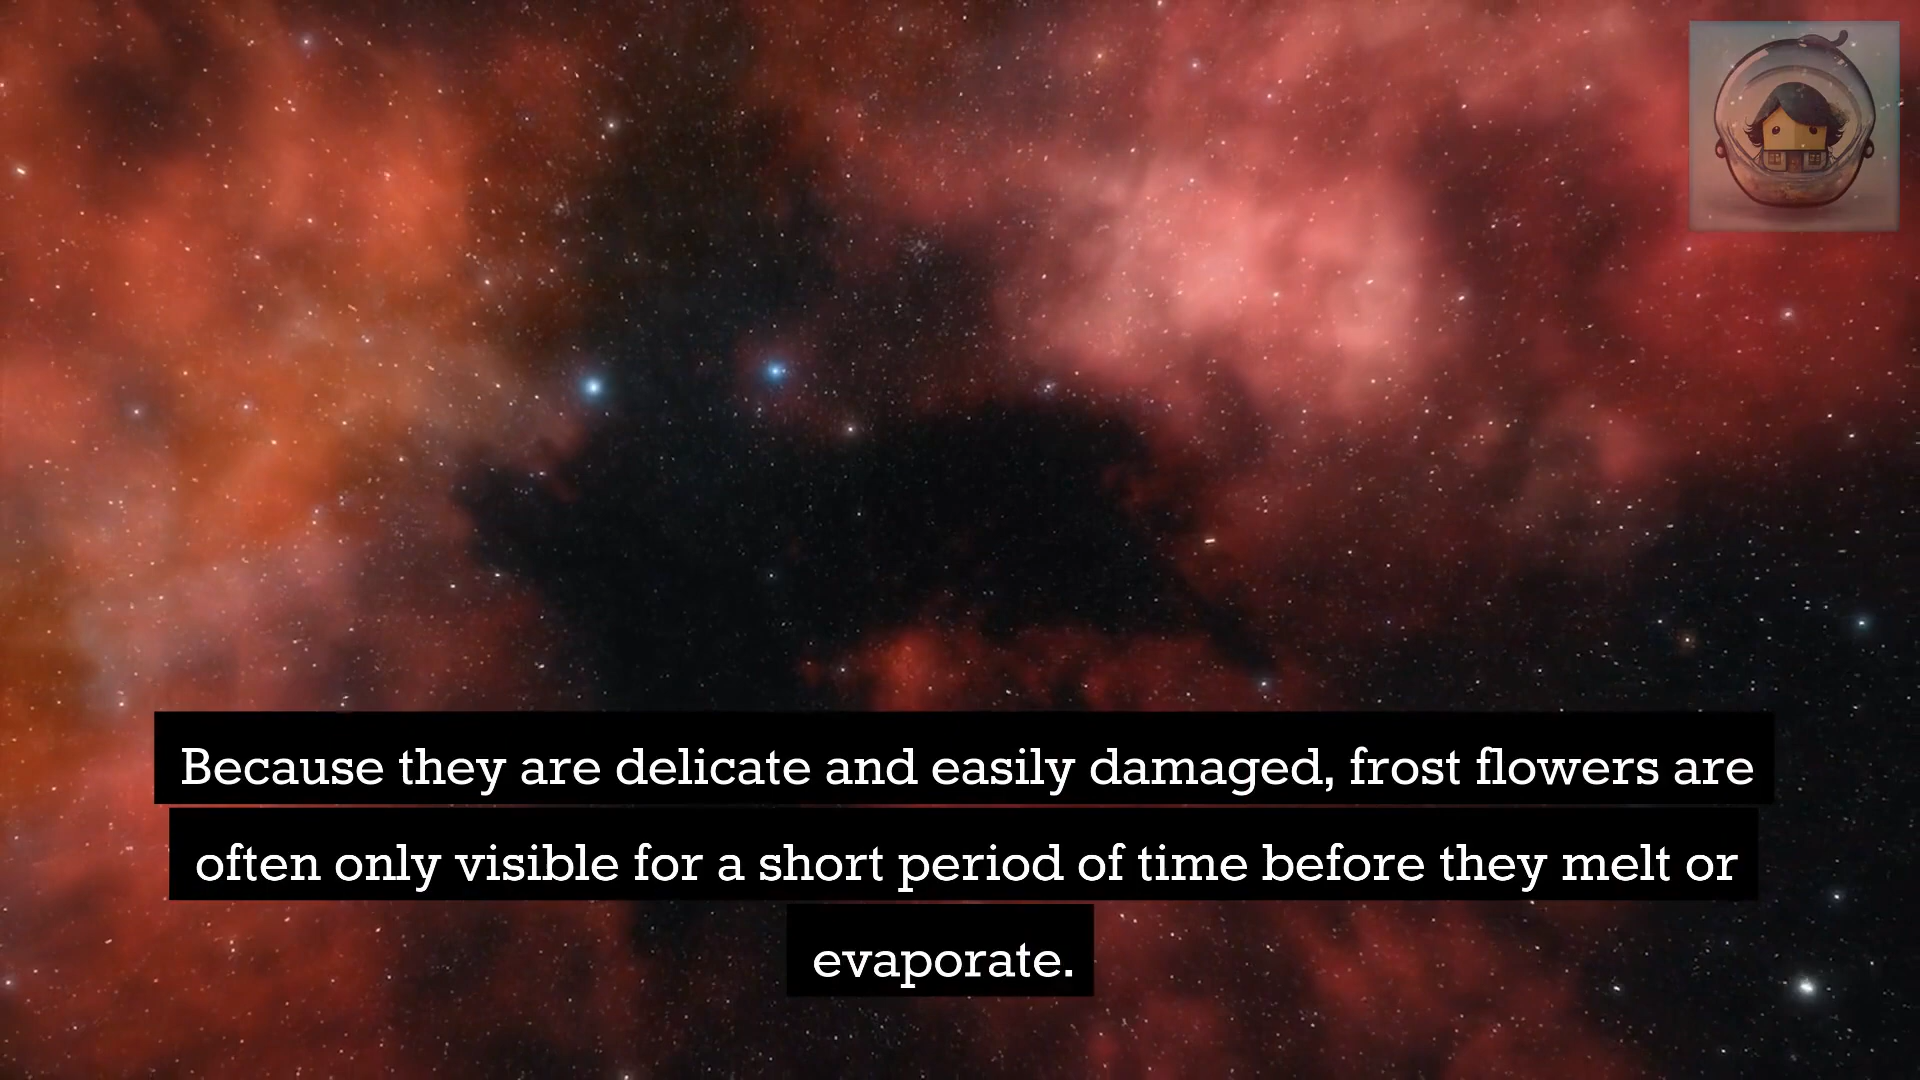 Because they are delicate and easily damaged, frost flowers are
often only visible for a short period of time before they melt or
evaporate.